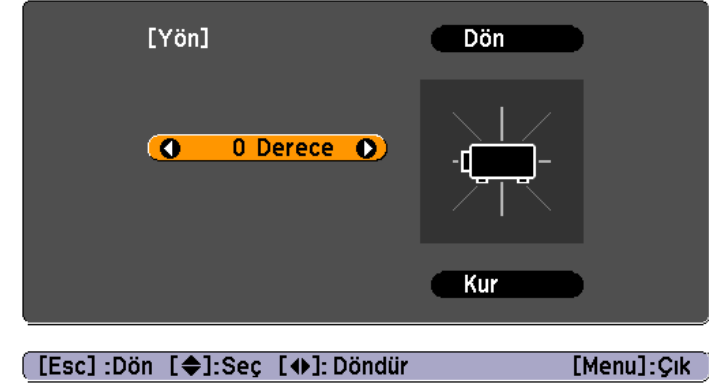 [Yön]
Dön
0 Derece
Kur
[Esc] :Dön [◆]:Seç [◂▸]: Döndür [Menu]:Çık